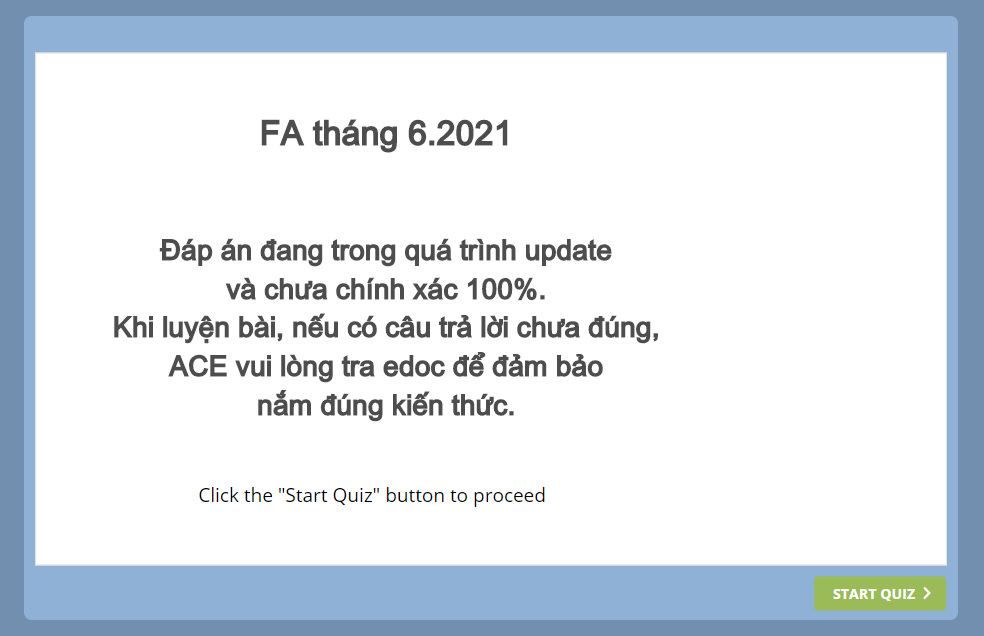 FA tháng 6.2021
Đáp án đang trong quá trình update
và chưa chính xác 100%.
Khi luyện bài, nếu có câu trả lời chưa đúng,
ACE vui lòng tra edoc để đảm bảo
nắm đúng kiến thức.
Click the "Start Quiz" button to proceed
START QUIZ